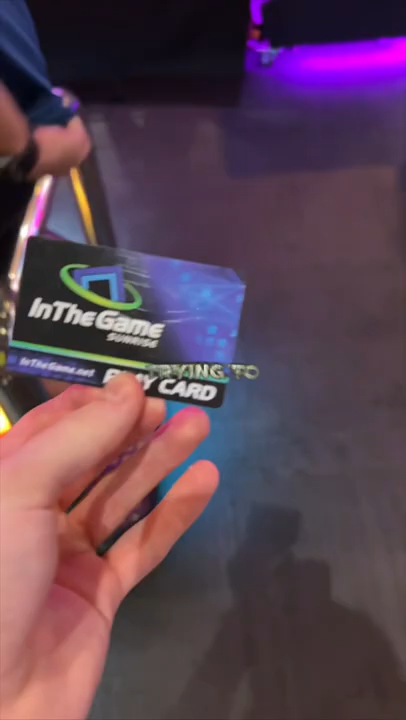 InTheGame
SUNRISE
InTheGame.net
PLAY CARD
TRYING TO